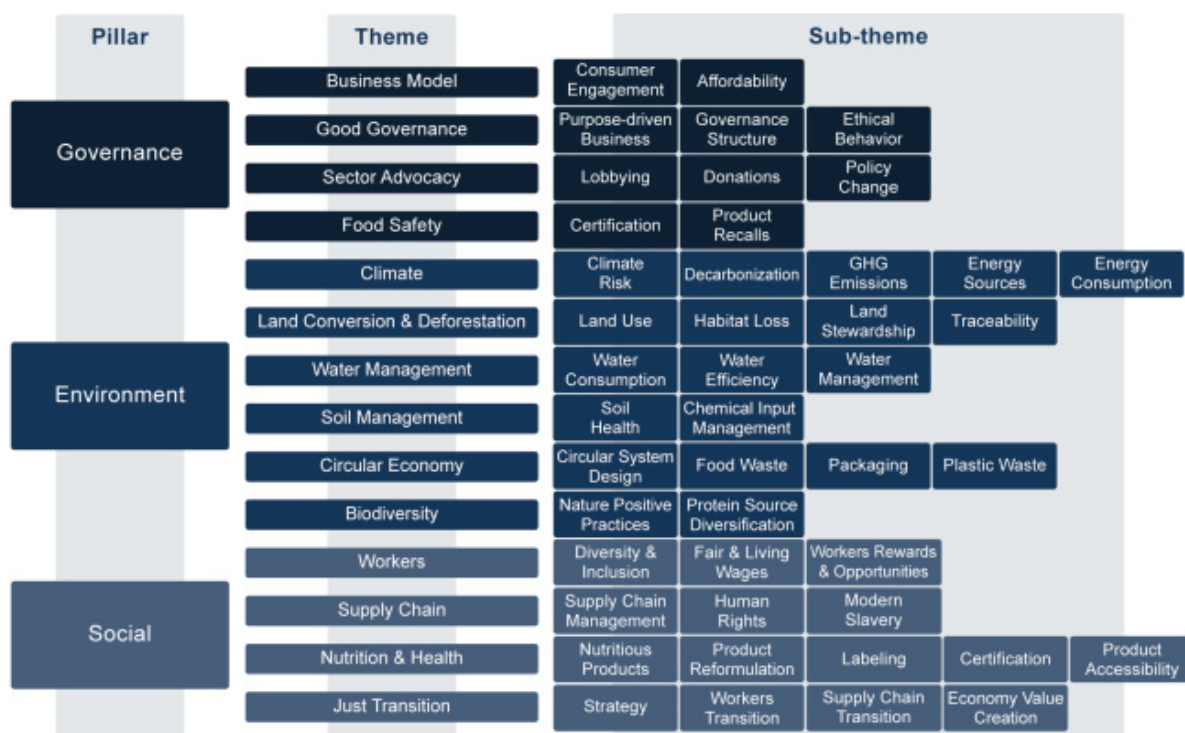 Pillar
Theme
Sub-theme
Governance
Business Model
Consumer
Engagement
Affordability
Good Governance
Purpose-driven
Business
Governance
Structure
Ethical
Behavior
Sector Advocacy
Lobbying
Donations
Policy
Change
Food Safety
Certification
Product
Recalls
Environment
Climate
Climate
Risk
Decarbonization
GHG
Emissions
Energy
Sources
Energy
Consumption
Land Conversion & Deforestation
Land Use
Habitat Loss
Land
Stewardship
Traceability
Water Management
Water
Consumption
Water
Efficiency
Water
Management
Soil Management
Soil
Health
Chemical Input
Management
Circular Economy
Circular System
Design
Food Waste
Packaging
Plastic Waste
Biodiversity
Nature Positive
Practices
Protein Source
Diversification
Social
Workers
Diversity &
Inclusion
Fair & Living
Wages
Workers Rewards
& Opportunities
Supply Chain
Supply Chain
Management
Human
Rights
Modern
Slavery
Nutrition & Health
Nutritious
Products
Product
Reformulation
Labeling
Certification
Product
Accessibility
Just Transition
Strategy
Workers
Transition
Supply Chain
Transition
Economy Value
Creation